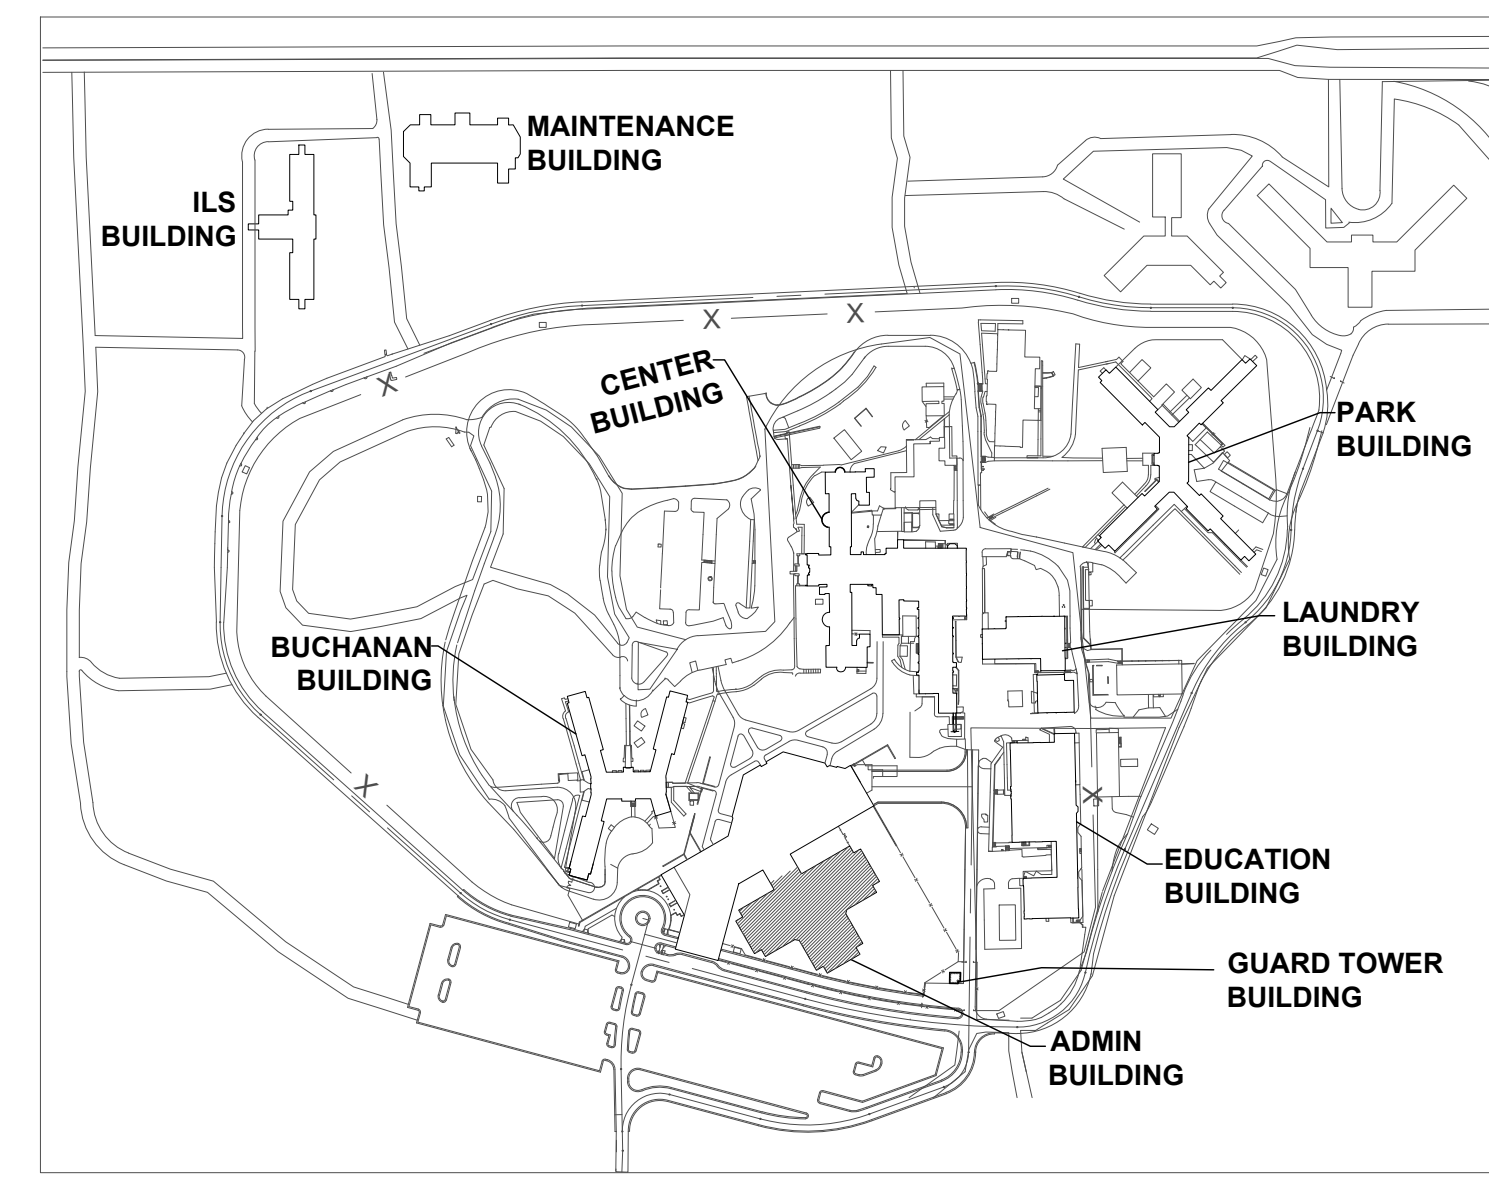 MAINTENANCE
BUILDING
ILS
BUILDING
CENTER
BUILDING
PARK
BUILDING
LAUNDRY
BUILDING
BUCHANAN
BUILDING
EDUCATION
BUILDING
GUARD TOWER
BUILDING
ADMIN
BUILDING
X
X
X
X
X